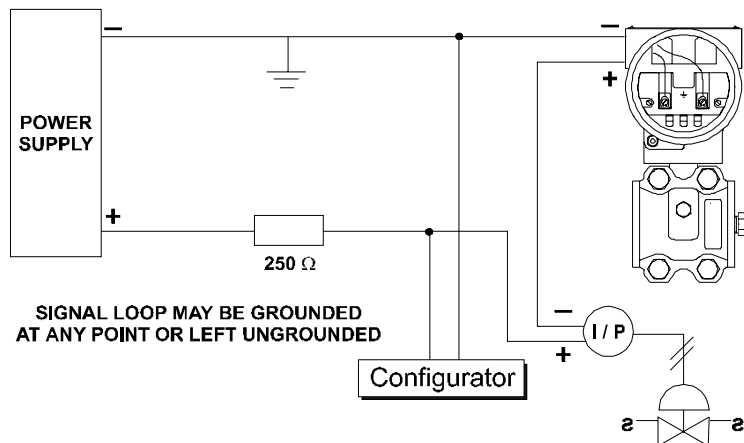 –
–
+
POWER
SUPPLY
+
250 Ω
SIGNAL LOOP MAY BE GROUNDED
AT ANY POINT OR LEFT UNGROUNDED
–
I / P
+
Configurator
S
S